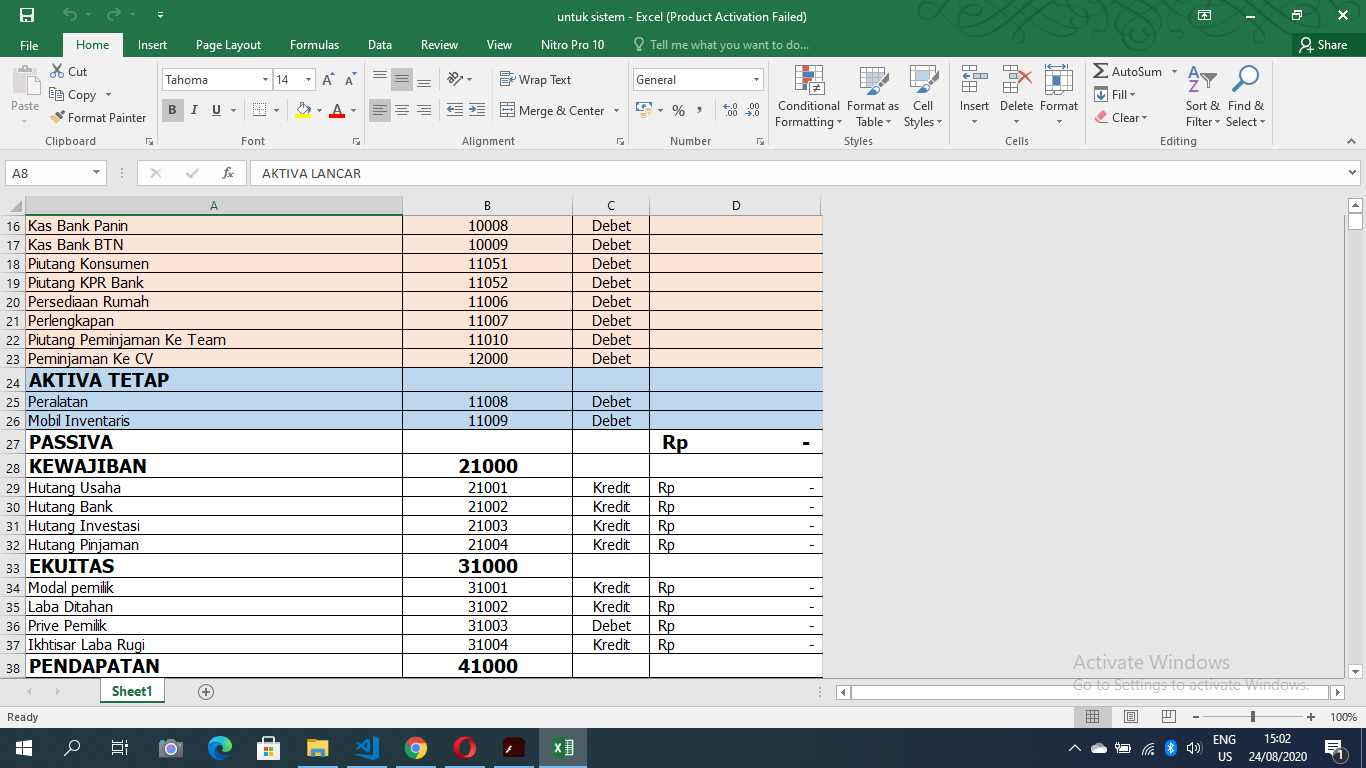 untuk sistem - Excel (Product Activation Failed)
File Home Insert Page Layout Formulas Data Review View Nitro Pro 10 Tell me what you want to do... Share
Cut
Copy
Format Painter
Paste
Clipboard
Tahoma 14
B I U
Font
Wrap Text
Merge & Center
Alignment
General
Number
Conditional Formatting
Format as Table
Cell Styles
Styles
Insert Delete Format
Cells
AutoSum
Fill
Clear
Sort & Filter
Find & Select
Editing
A8 fx AKTIVA LANCAR
A B C D
16 Kas Bank Panin 10008 Debet
17 Kas Bank BTN 10009 Debet
18 Piutang Konsumen 11051 Debet
19 Piutang KPR Bank 11052 Debet
20 Persediaan Rumah 11006 Debet
21 Perlengkapan 11007 Debet
22 Piutang Peminjaman Ke Team 11010 Debet
23 Peminjaman Ke CV 12000 Debet
24 AKTIVA TETAP
25 Peralatan 11008 Debet
26 Mobil Inventaris 11009 Debet
27 PASSIVA Rp -
28 KEWAJIBAN 21000
29 Hutang Usaha 21001 Kredit Rp -
30 Hutang Bank 21002 Kredit Rp -
31 Hutang Investasi 21003 Kredit Rp -
32 Hutang Pinjaman 21004 Kredit Rp -
33 EKUITAS 31000
34 Modal pemilik 31001 Kredit Rp -
35 Laba Ditahan 31002 Kredit Rp -
36 Prive Pemilik 31003 Debet Rp -
37 Ikhtisar Laba Rugi 31004 Kredit Rp -
38 PENDAPATAN 41000
Activate Windows
Go to Settings to activate Windows.
Sheet1
Ready 100%
ENG 15:02
US 24/08/2020 1